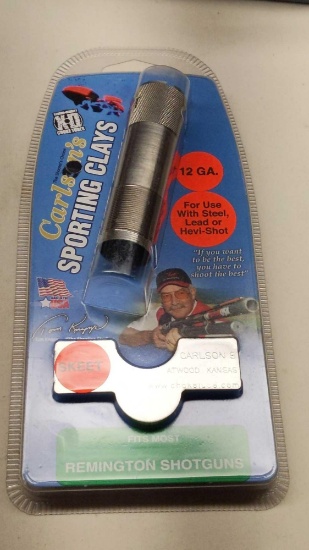 K-D
Carlson's
SPORTING CLAYS
12 GA.
For Use
With Steel,
Lead or
Hevi-Shot
"If you want
to be the best,
you have to
shoot the best"
SKEET
CARLSON'S
ATWOOD, KANSAS
FITS MOST
REMINGTON SHOTGUNS